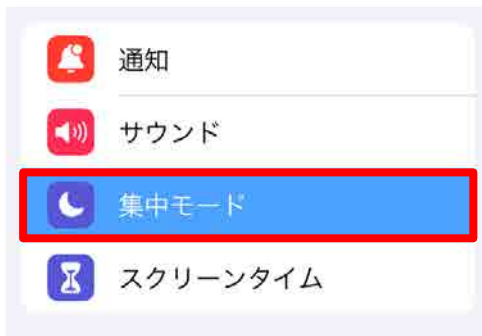 通知
サウンド
集中モード
スクリーンタイム